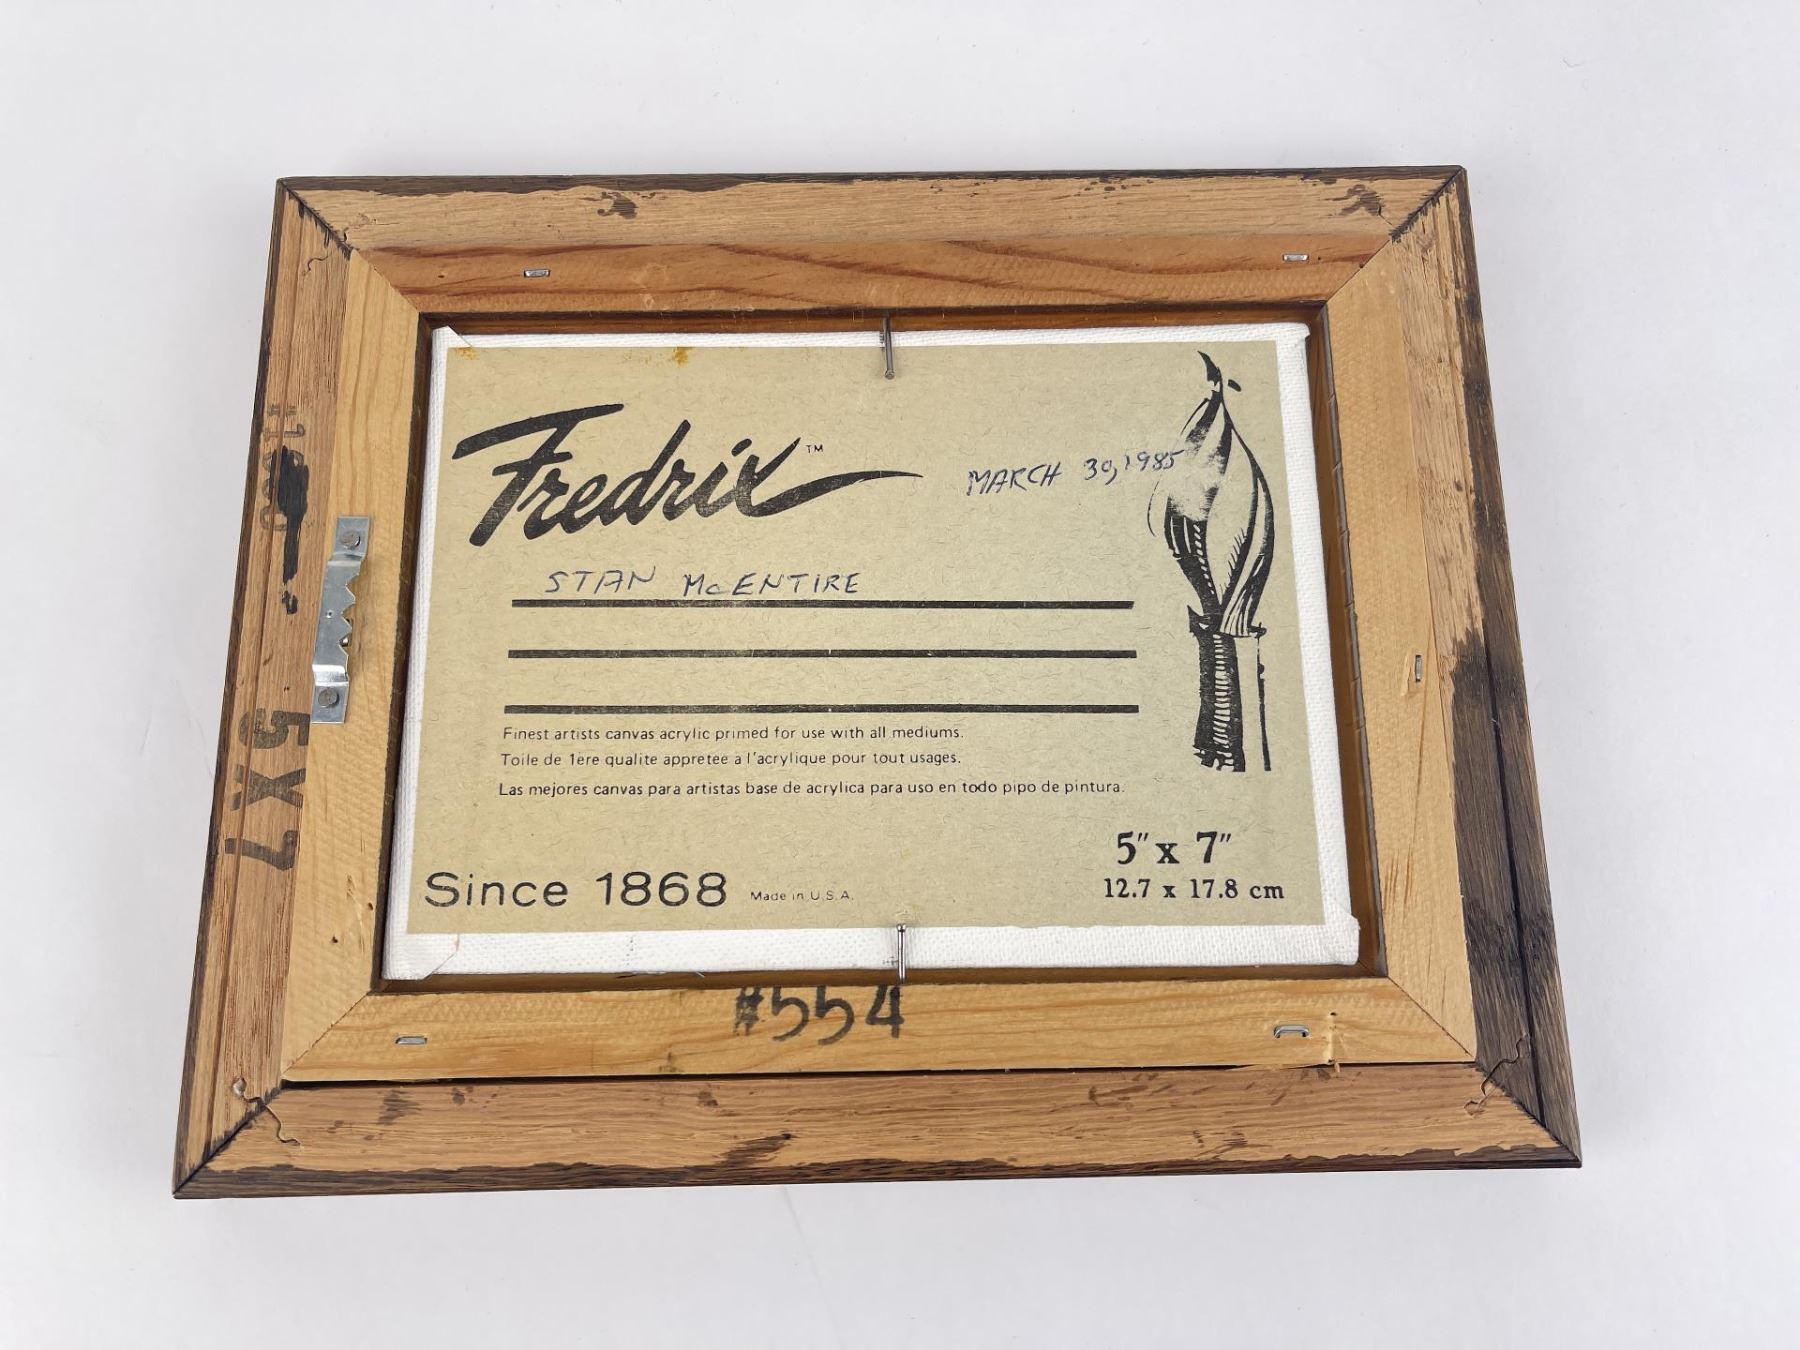 Fredrix™
MARCH 30, 1985
STAN McENTIRE
Finest artists canvas acrylic primed for use with all mediums.
Toile de 1ere qualite appretee a l'acrylique pour tout usages.
Las mejores canvas para artistas base de acrylica para uso en todo pipo de pintura.
5" x 7"
12.7 x 17.8 cm
Since 1868 Made in U.S.A.
#554
5X7